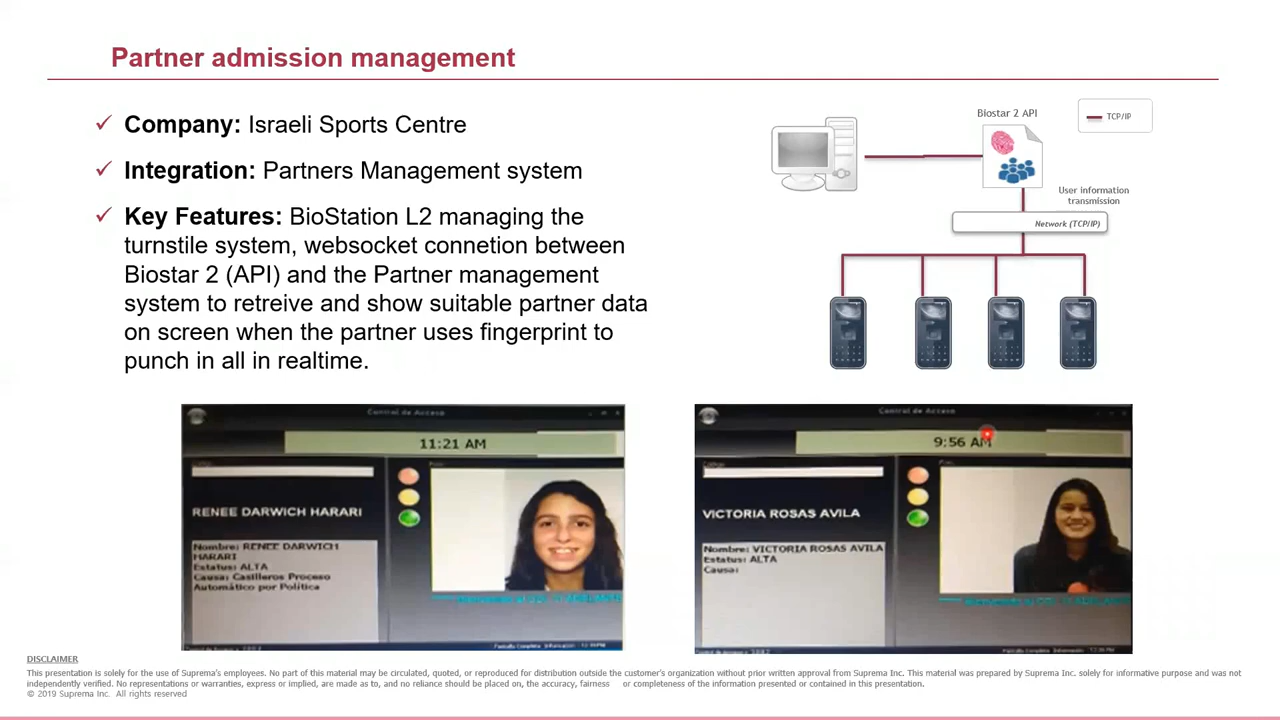 Partner admission management
Company: Israeli Sports Centre
Integration: Partners Management system
Key Features: BioStation L2 managing the
turnstile system, websocket connetion between
Biostar 2 (API) and the Partner management
system to retreive and show suitable partner data
on screen when the partner uses fingerprint to
punch in all in realtime.
Biostar 2 API
TCP/IP
User information
transmission
Network (TCP/IP)
Control de Acceso
11:21 AM
RENEE DARWICH HARARI
Nombre: RENEE DARWICH
HARARI
Estatus: ALTA
Causa: Casilleros Proceso
Automático por Política
Control de Acceso
9:56 AM
VICTORIA ROSAS AVILA
Nombre: VICTORIA ROSAS AVILA
Estatus: ALTA
Causa:
DISCLAIMER
This presentation is solely for the use of Suprema's employees. No part of this material may be circulated, quoted, or reproduced for distribution outside the customer's organization without prior written approval from Suprema Inc. This material was prepared by Suprema Inc. solely for informative purpose and was not
independently verified. No representations or warranties, express or implied, are made as to, and no reliance should be placed on, the accuracy, fairness or completeness of the information presented or contained in this presentation.
© 2019 Suprema Inc. All rights reserved